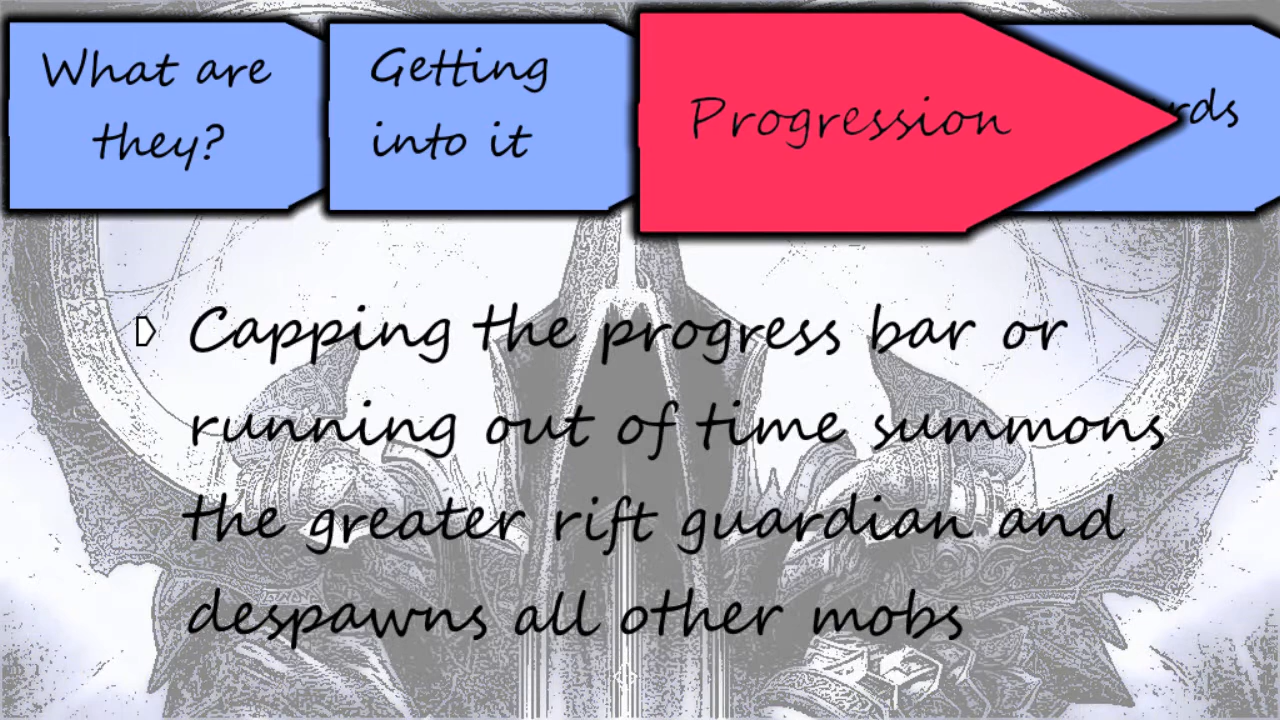 What are
they?
Getting
into it
Progression
rds
Capping the progress bar or
running out of time summons
the greater rift guardian and
despawns all other mobs